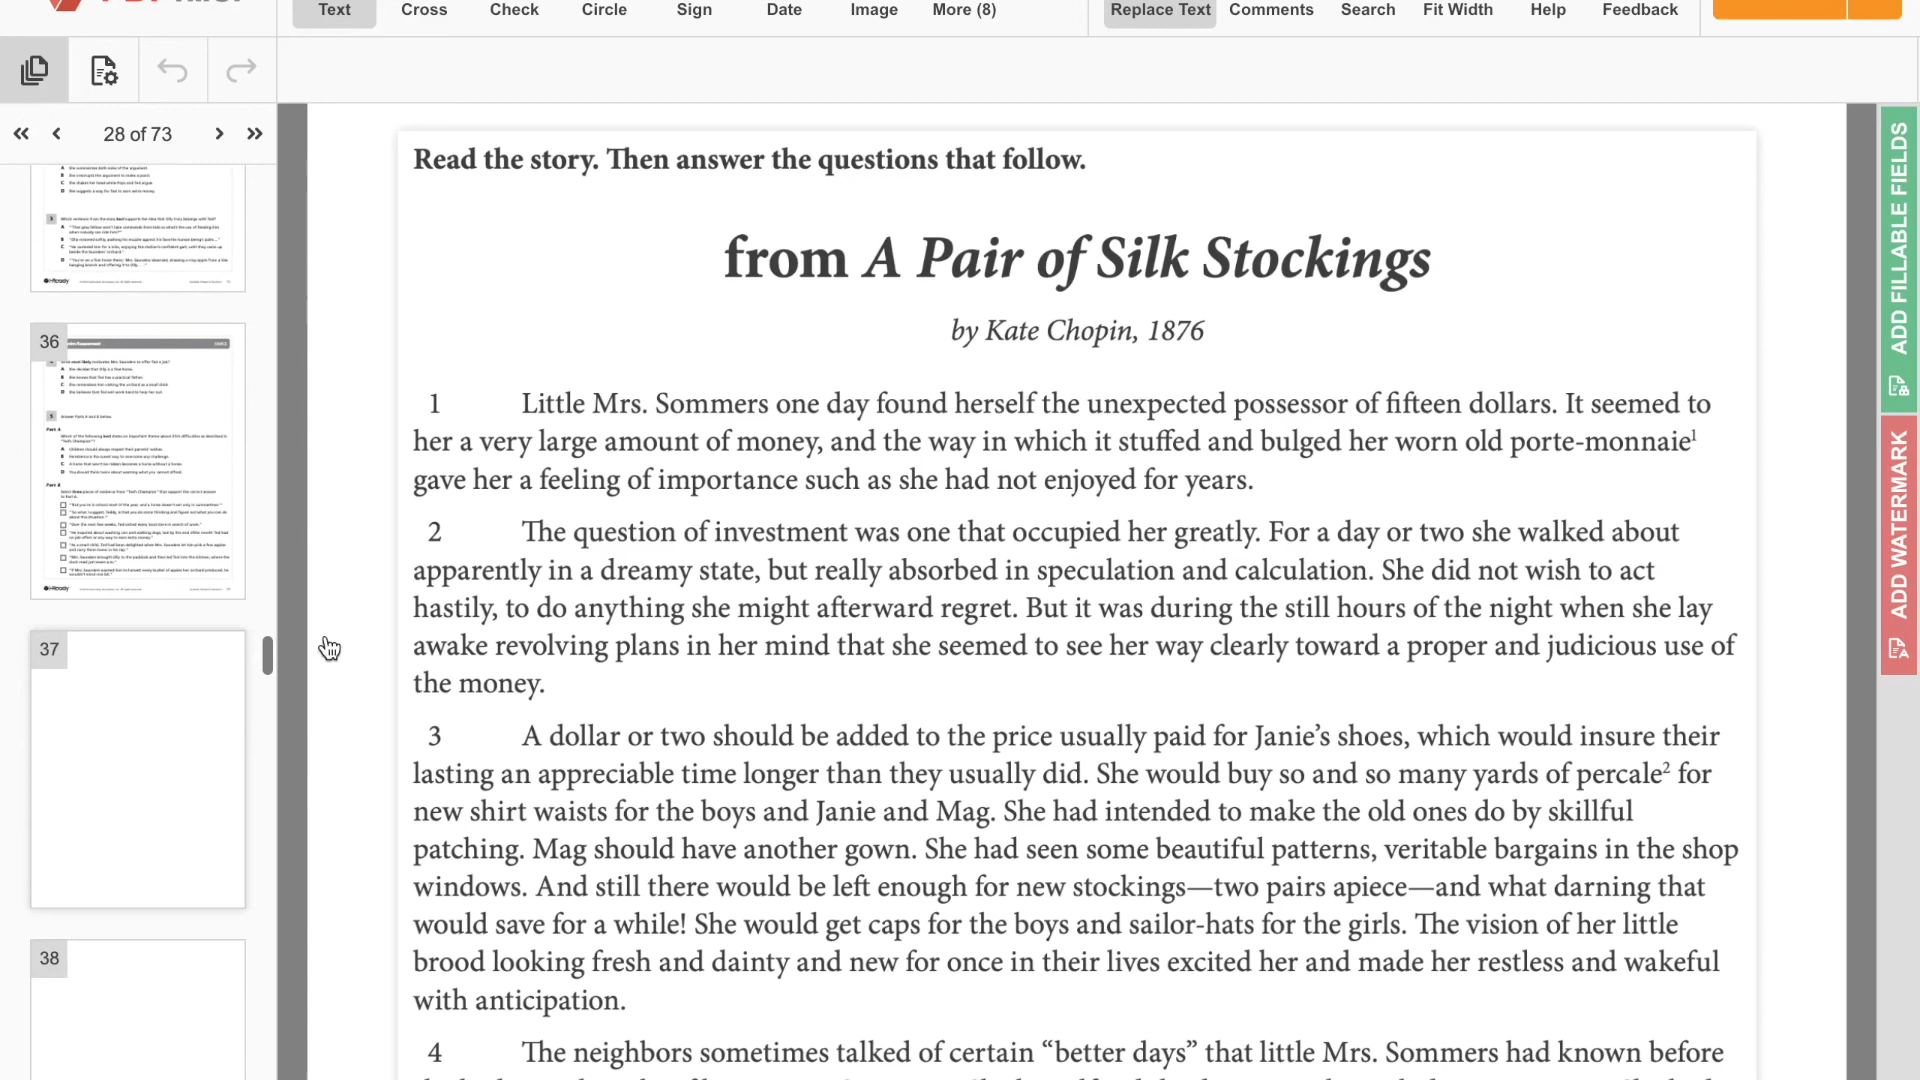 Text Cross Check Circle Sign Date Image More (8) Replace Text Comments Search Fit Width Help Feedback
28 of 73
36
37
38
Read the story. Then answer the questions that follow.
from A Pair of Silk Stockings
by Kate Chopin, 1876
1 Little Mrs. Sommers one day found herself the unexpected possessor of fifteen dollars. It seemed to
her a very large amount of money, and the way in which it stuffed and bulged her worn old porte-monnaie1
gave her a feeling of importance such as she had not enjoyed for years.
2 The question of investment was one that occupied her greatly. For a day or two she walked about
apparently in a dreamy state, but really absorbed in speculation and calculation. She did not wish to act
hastily, to do anything she might afterward regret. But it was during the still hours of the night when she lay
awake revolving plans in her mind that she seemed to see her way clearly toward a proper and judicious use of
the money.
3 A dollar or two should be added to the price usually paid for Janie’s shoes, which would insure their
lasting an appreciable time longer than they usually did. She would buy so and so many yards of percale2 for
new shirt waists for the boys and Janie and Mag. She had intended to make the old ones do by skillful
patching. Mag should have another gown. She had seen some beautiful patterns, veritable bargains in the shop
windows. And still there would be left enough for new stockings—two pairs apiece—and what darning that
would save for a while! She would get caps for the boys and sailor-hats for the girls. The vision of her little
brood looking fresh and dainty and new for once in their lives excited her and made her restless and wakeful
with anticipation.
4 The neighbors sometimes talked of certain “better days” that little Mrs. Sommers had known before
ADD FILLABLE FIELDS
ADD WATERMARK